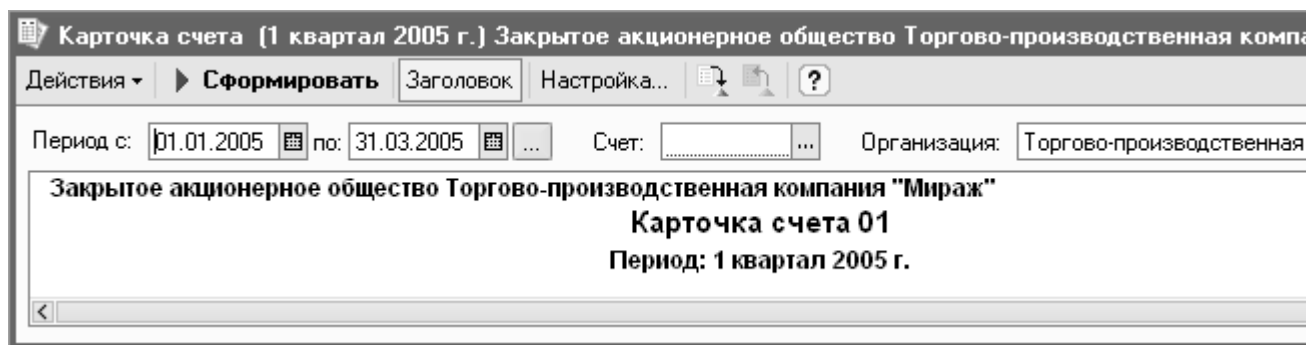 Карточка счета (1 квартал 2005 г.) Закрытое акционерное общество Торгово-производственная компа
Действия Сформировать Заголовок Настройка... ?
Период с: 01.01.2005 по: 31.03.2005 ... Счет: ... Организация: Торгово-производственная
Закрытое акционерное общество Торгово-производственная компания "Мираж"
Карточка счета 01
Период: 1 квартал 2005 г.